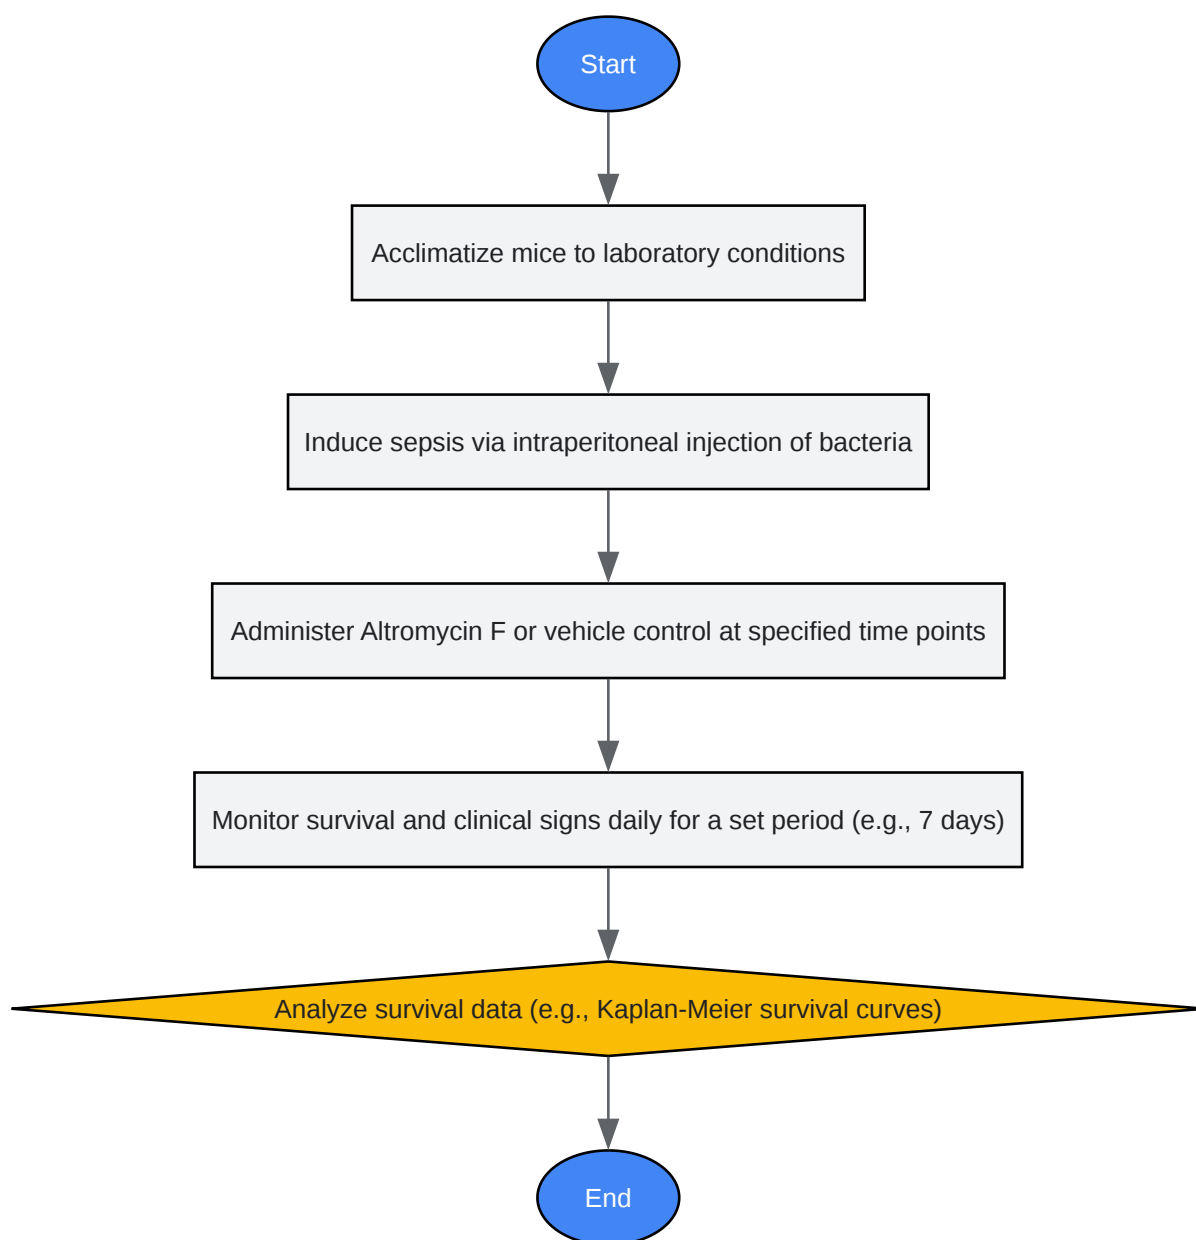 Start
Acclimatize mice to laboratory conditions
Induce sepsis via intraperitoneal injection of bacteria
Administer Altromycin F or vehicle control at specified time points
Monitor survival and clinical signs daily for a set period (e.g., 7 days)
Analyze survival data (e.g., Kaplan-Meier survival curves)
End